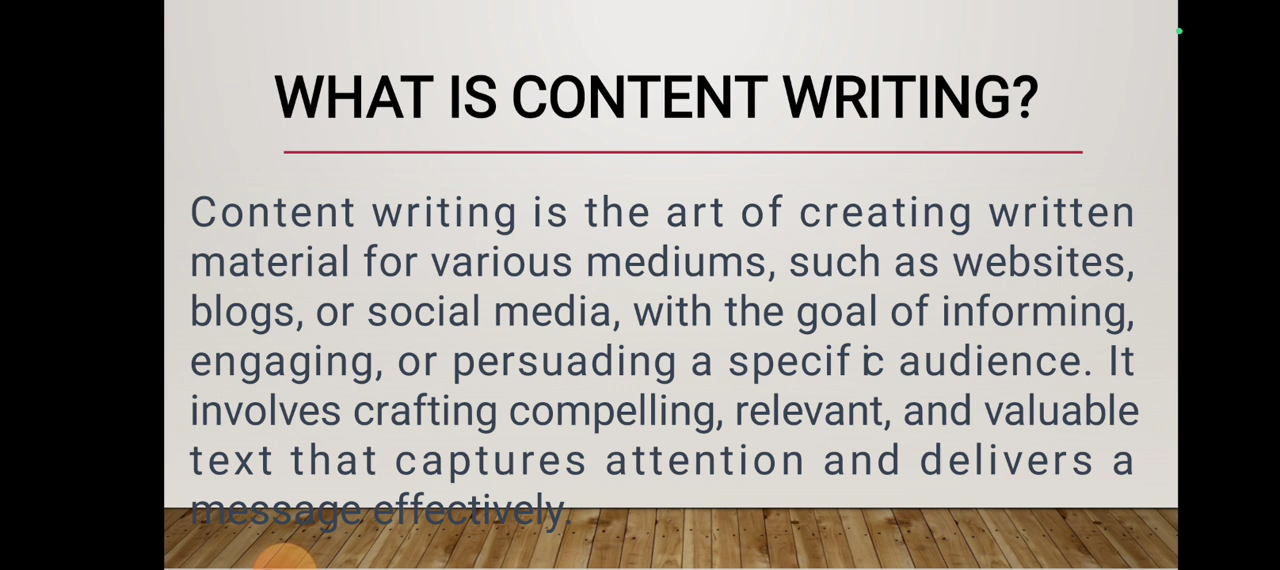 WHAT IS CONTENT WRITING?
Content writing is the art of creating written
material for various mediums, such as websites,
blogs, or social media, with the goal of informing,
engaging, or persuading a specific audience. It
involves crafting compelling, relevant, and valuable
text that captures attention and delivers a
message effectively.